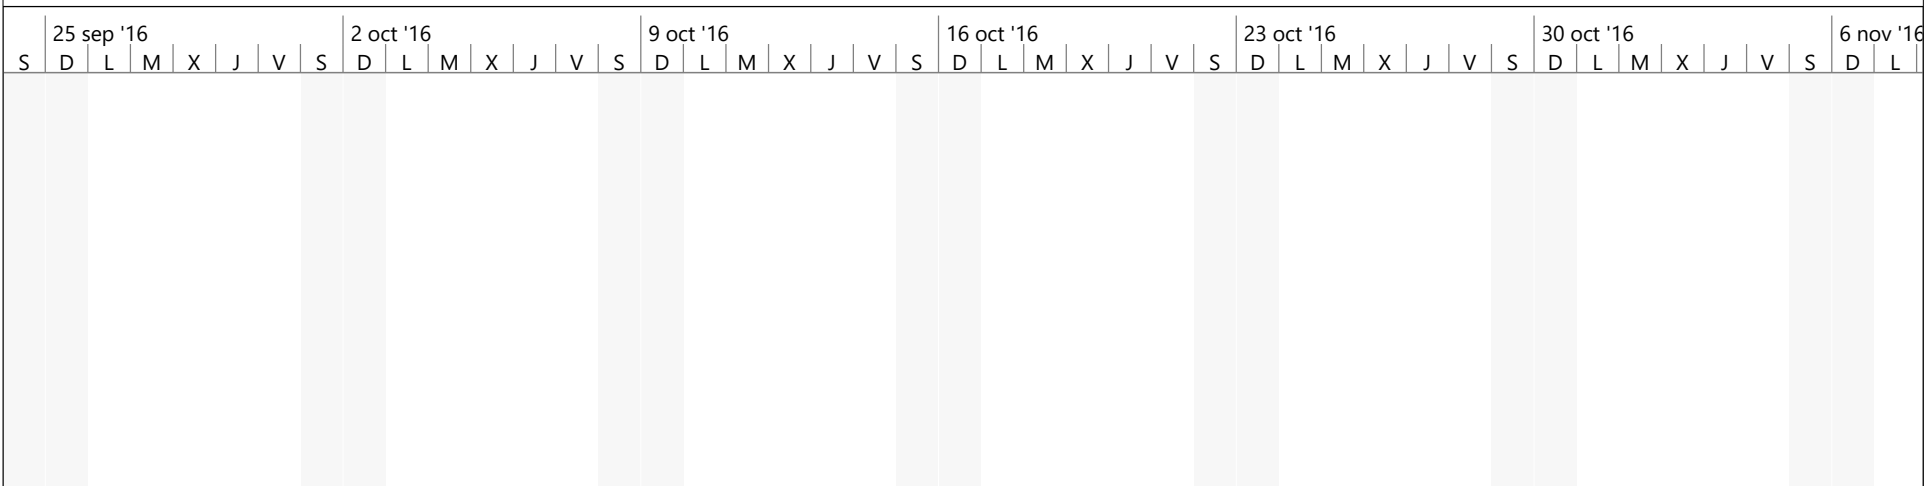 25 sep '16 2 oct '16 9 oct '16 16 oct '16 23 oct '16 30 oct '16 6 nov '16
S D L M X J V S D L M X J V S D L M X J V S D L M X J V S D L M X J V S D L M X J V S D L